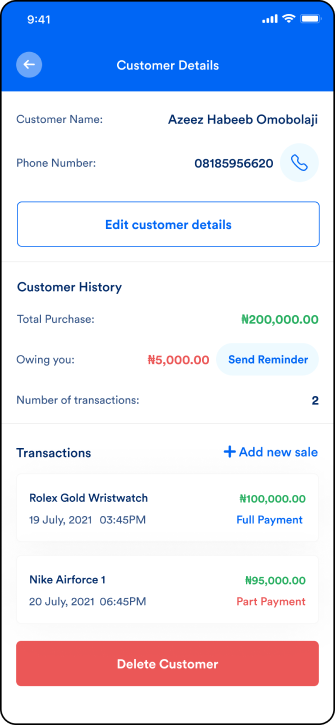 9:41
Customer Details
Customer Name: Azeez Habeeb Omobolaji
Phone Number: 08185956620
Edit customer details
Customer History
Total Purchase: ₦200,000.00
Owing you: ₦5,000.00 Send Reminder
Number of transactions: 2
Transactions + Add new sale
Rolex Gold Wristwatch ₦100,000.00
19 July, 2021 03:45PM Full Payment
Nike Airforce 1 ₦95,000.00
20 July, 2021 06:45PM Part Payment
Delete Customer